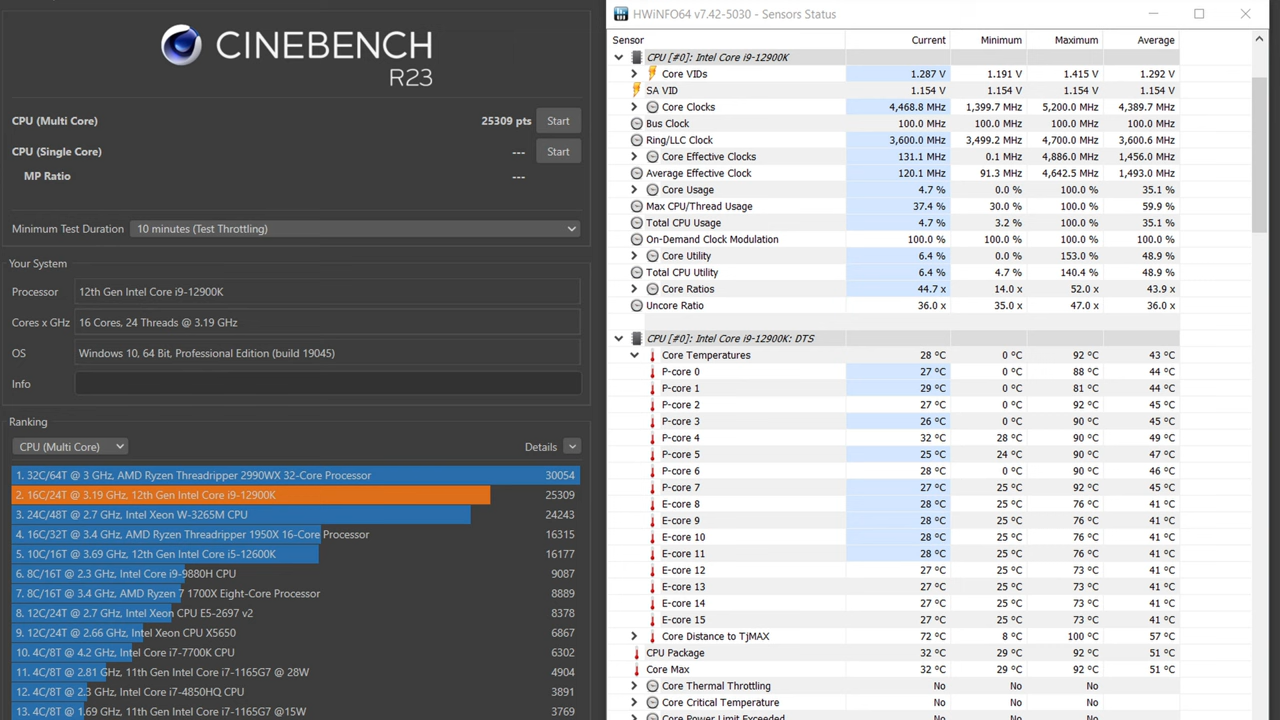 CINEBENCH
R23
CPU (Multi Core) 25309 pts Start
CPU (Single Core) --- Start
MP Ratio ---
Minimum Test Duration 10 minutes (Test Throttling)
Your System
Processor 12th Gen Intel Core i9-12900K
Cores x GHz 16 Cores, 24 Threads @ 3.19 GHz
OS Windows 10, 64 Bit, Professional Edition (build 19045)
Info
Ranking
CPU (Multi Core) Details
1. 32C/64T @ 3 GHz, AMD Ryzen Threadripper 2990WX 32-Core Processor 30054
2. 16C/24T @ 3.19 GHz, 12th Gen Intel Core i9-12900K 25309
3. 24C/48T @ 2.7 GHz, Intel Xeon W-3265M CPU 24243
4. 16C/32T @ 3.4 GHz, AMD Ryzen Threadripper 1950X 16-Core Processor 16315
5. 10C/16T @ 3.69 GHz, 12th Gen Intel Core i5-12600K 16177
6. 8C/16T @ 2.3 GHz, Intel Core i9-9880H CPU 9087
7. 8C/16T @ 3.4 GHz, AMD Ryzen 7 1700X Eight-Core Processor 8889
8. 12C/24T @ 2.7 GHz, Intel Xeon CPU E5-2697 v2 8378
9. 12C/24T @ 2.66 GHz, Intel Xeon CPU X5650 6867
10. 4C/8T @ 4.2 GHz, Intel Core i7-7700K CPU 6302
11. 4C/8T @ 2.81 GHz, 11th Gen Intel Core i7-1165G7 @ 28W 4904
12. 4C/8T @ 2.3 GHz, Intel Core i7-4850HQ CPU 3891
13. 4C/8T @ 1.69 GHz, 11th Gen Intel Core i7-1165G7 @15W 3769
HWiNFO64 v7.42-5030 - Sensors Status
Sensor Current Minimum Maximum Average
CPU [#0]: Intel Core i9-12900K
Core VIDs 1.287 V 1.191 V 1.415 V 1.292 V
SA VID 1.154 V 1.154 V 1.154 V 1.154 V
Core Clocks 4,468.8 MHz 1,399.7 MHz 5,200.0 MHz 4,389.7 MHz
Bus Clock 100.0 MHz 100.0 MHz 100.0 MHz 100.0 MHz
Ring/LLC Clock 3,600.0 MHz 3,499.2 MHz 4,700.0 MHz 3,600.6 MHz
Core Effective Clocks 131.1 MHz 0.1 MHz 4,886.0 MHz 1,456.0 MHz
Average Effective Clock 120.1 MHz 91.3 MHz 4,642.5 MHz 1,493.0 MHz
Core Usage 4.7 % 0.0 % 100.0 % 35.1 %
Max CPU/Thread Usage 37.4 % 30.0 % 100.0 % 59.9 %
Total CPU Usage 4.7 % 3.2 % 100.0 % 35.1 %
On-Demand Clock Modulation 100.0 % 100.0 % 100.0 % 100.0 %
Core Utility 6.4 % 0.0 % 153.0 % 48.9 %
Total CPU Utility 6.4 % 4.7 % 140.4 % 48.9 %
Core Ratios 44.7 x 14.0 x 52.0 x 43.9 x
Uncore Ratio 36.0 x 35.0 x 47.0 x 36.0 x
CPU [#0]: Intel Core i9-12900K: DTS
Core Temperatures 28 °C 0 °C 92 °C 43 °C
P-core 0 27 °C 0 °C 88 °C 44 °C
P-core 1 29 °C 0 °C 81 °C 44 °C
P-core 2 27 °C 0 °C 92 °C 45 °C
P-core 3 26 °C 0 °C 90 °C 45 °C
P-core 4 32 °C 28 °C 90 °C 49 °C
P-core 5 25 °C 24 °C 90 °C 47 °C
P-core 6 28 °C 0 °C 90 °C 46 °C
P-core 7 27 °C 25 °C 90 °C 45 °C
E-core 8 28 °C 25 °C 76 °C 41 °C
E-core 9 28 °C 25 °C 76 °C 41 °C
E-core 10 28 °C 25 °C 76 °C 41 °C
E-core 11 28 °C 25 °C 76 °C 41 °C
E-core 12 27 °C 25 °C 73 °C 41 °C
E-core 13 27 °C 25 °C 73 °C 41 °C
E-core 14 27 °C 25 °C 73 °C 41 °C
E-core 15 27 °C 25 °C 73 °C 41 °C
Core Distance to TjMAX 72 °C 8 °C 100 °C 57 °C
CPU Package 32 °C 29 °C 92 °C 51 °C
Core Max 32 °C 29 °C 92 °C 51 °C
Core Thermal Throttling No No No
Core Critical Temperature No No No
Core Power Limit Exceeded No No No